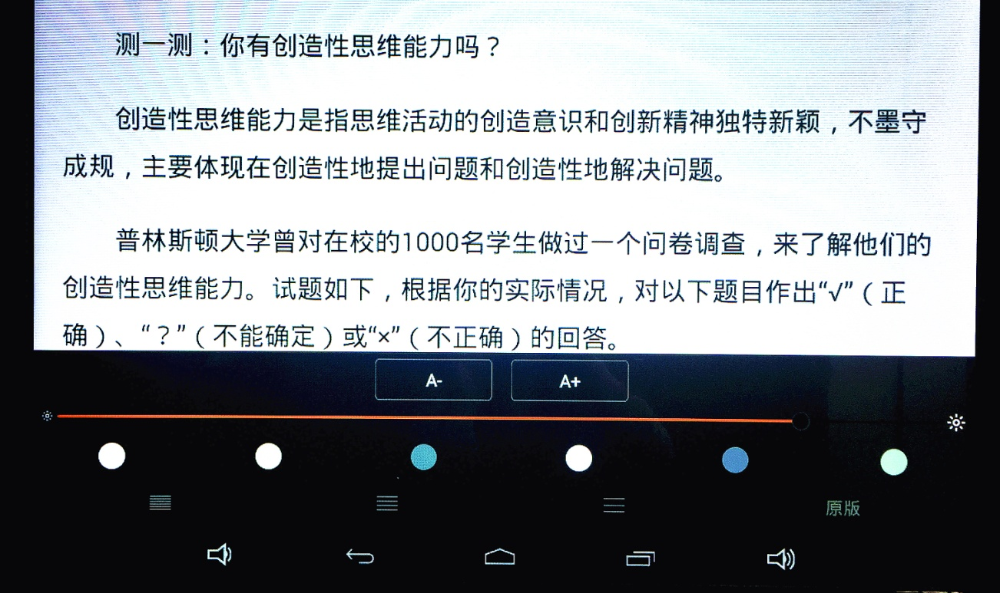 测一测：你有创造性思维能力吗？
创造性思维能力是指思维活动的创造意识和创新精神独特新颖，不墨守
成规，主要体现在创造性地提出问题和创造性地解决问题。
普林斯顿大学曾对在校的1000名学生做过一个问卷调查，来了解他们的
创造性思维能力。试题如下，根据你的实际情况，对以下题目作出“√”（正
确）、“？”（不能确定）或“×”（不正确）的回答。
A- A+
原版